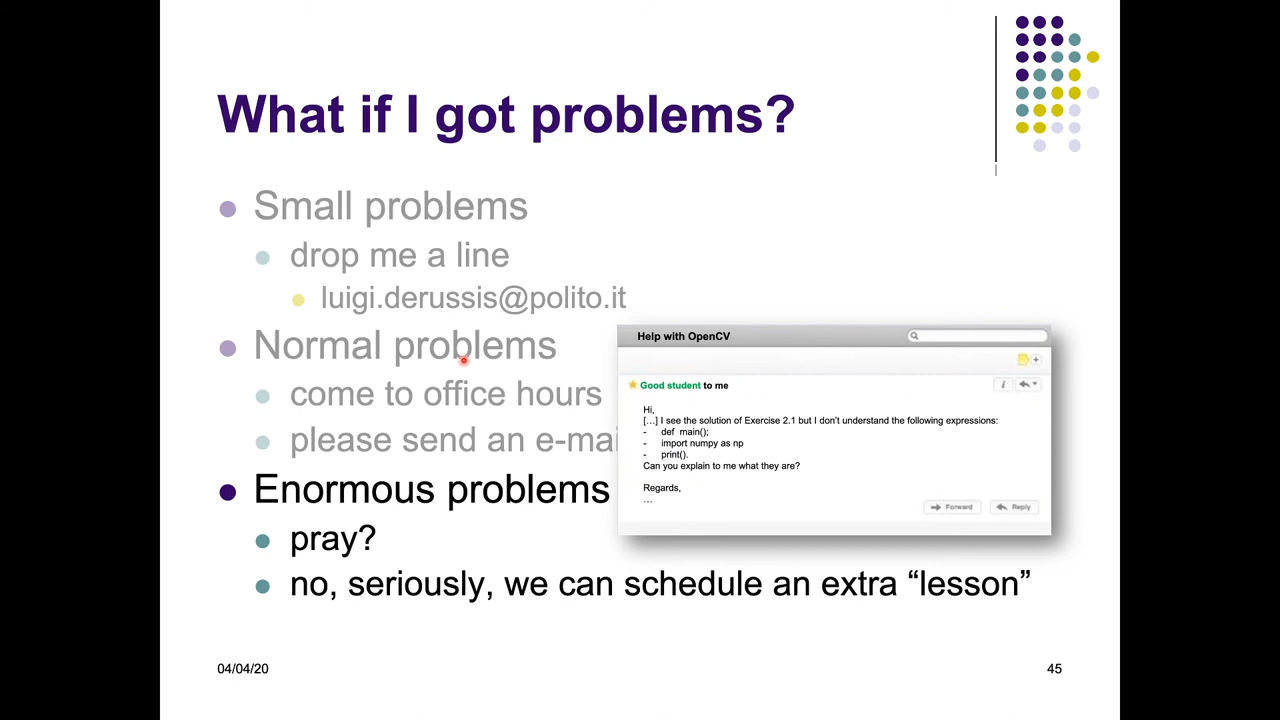 What if I got problems?
Small problems
drop me a line
luigi.derussis@polito.it
Normal problems
come to office hours
please send an e-mai
Enormous problems
pray?
no, seriously, we can schedule an extra “lesson”
Help with OpenCV
Good student to me
Hi,
[…] I see the solution of Exercise 2.1 but I don’t understand the following expressions:
- def main();
- import numpy as np
- print().
Can you explain to me what they are?
Regards,
…
Forward
Reply
04/04/20
45